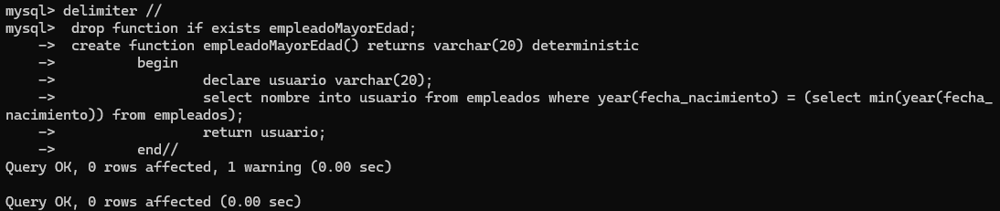 mysql> delimiter //
mysql>  drop function if exists empleadoMayorEdad;
    ->  create function empleadoMayorEdad() returns varchar(20) deterministic
    ->          begin
    ->                  declare usuario varchar(20);
    ->                  select nombre into usuario from empleados where year(fecha_nacimiento) = (select min(year(fecha_
nacimiento)) from empleados);
    ->                  return usuario;
    ->          end//
Query OK, 0 rows affected, 1 warning (0.00 sec)

Query OK, 0 rows affected (0.00 sec)